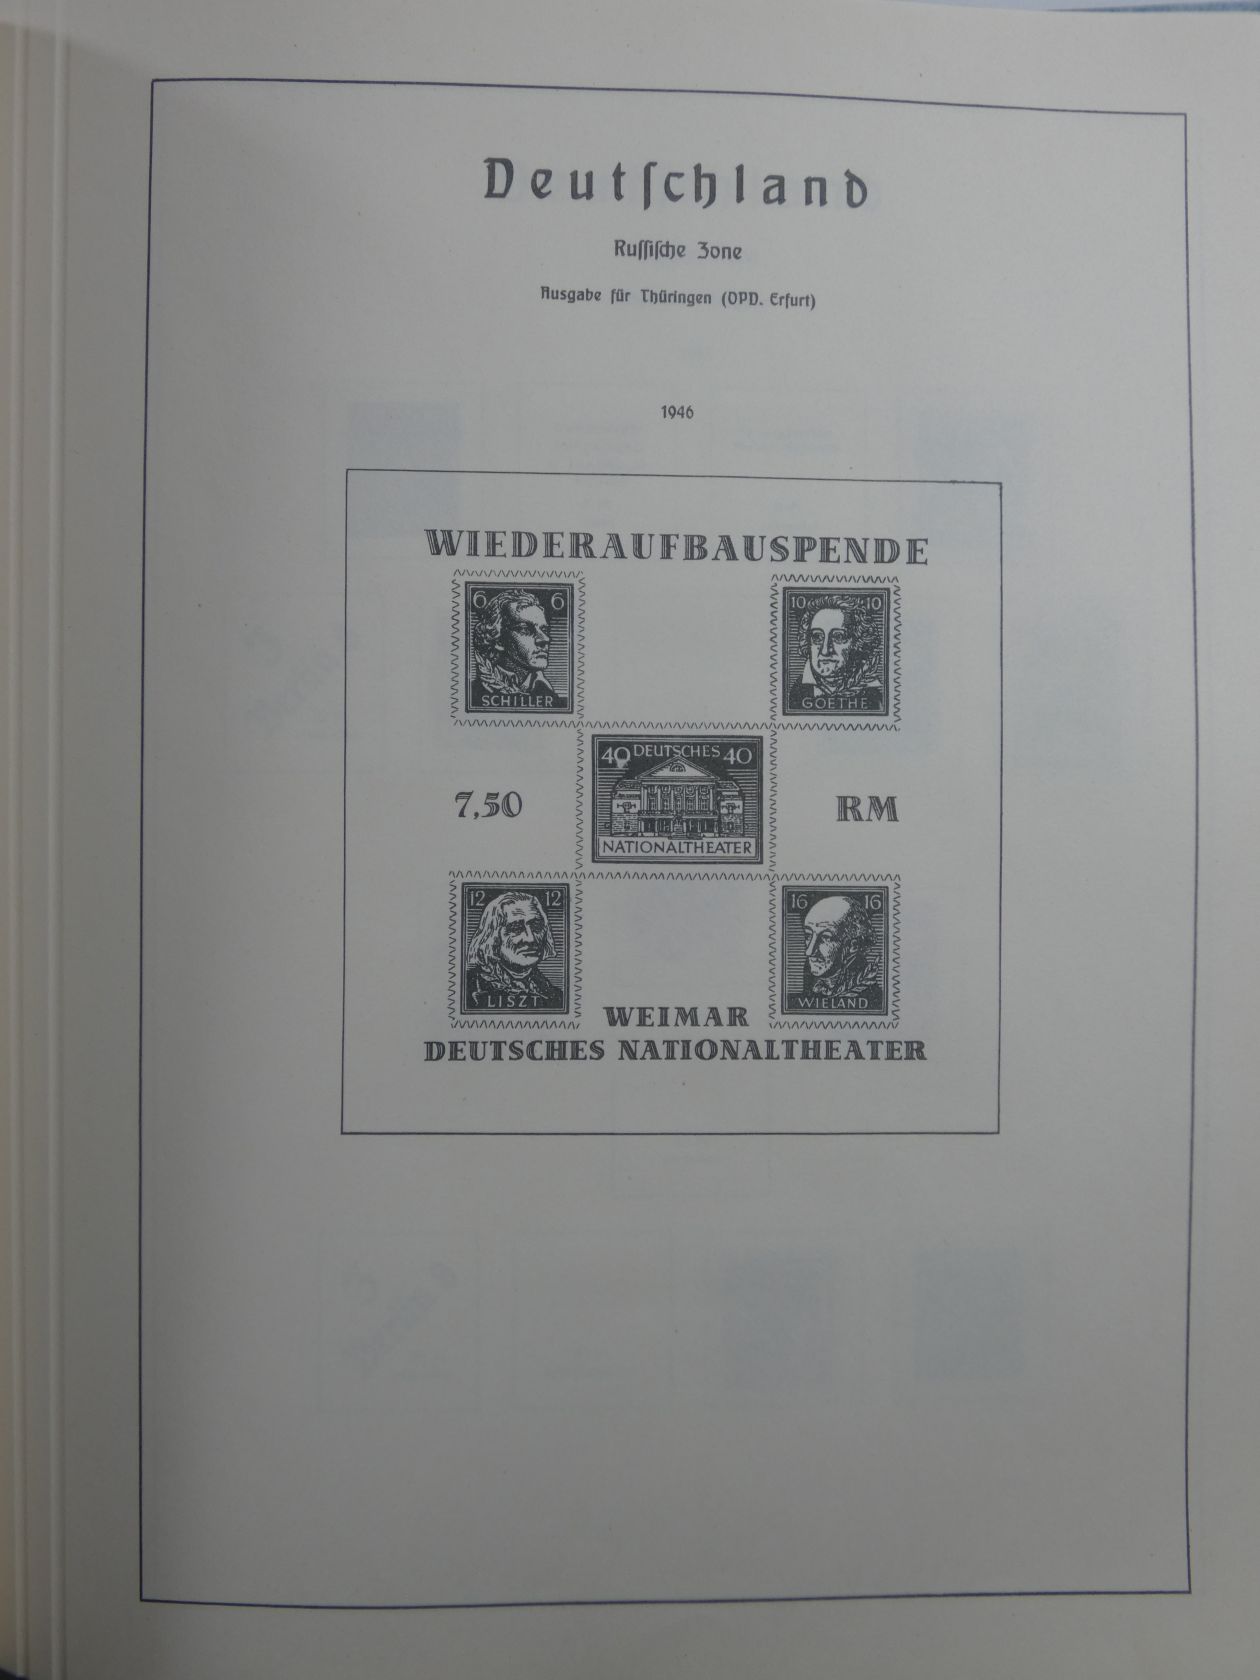 Deutſchland
Ruſſiſche Zone
Ausgabe für Thüringen (OPD. Erfurt)
1946
WIEDERAUFBAUSPENDE
6 6
SCHILLER
10 10
GOETHE
40 DEUTSCHES 40
NATIONALTHEATER
7,50
RM
12 12
LISZT
16 16
WIELAND
WEIMAR
DEUTSCHES NATIONALTHEATER